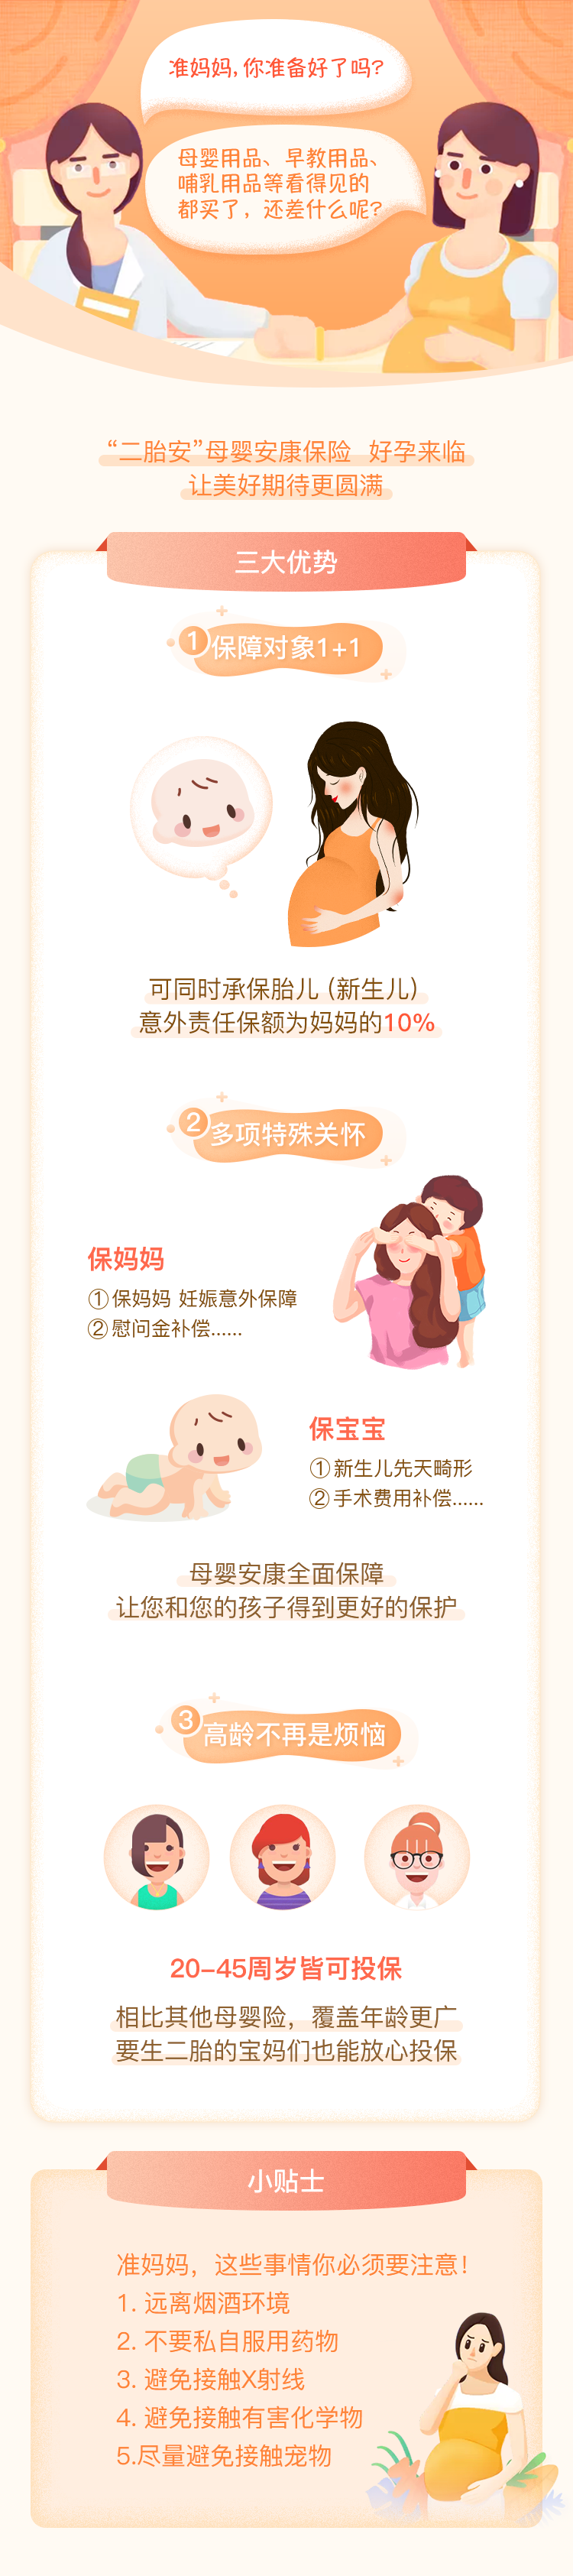 准妈妈,你准备好了吗?
母婴用品、早教用品、
哺乳用品等看得见的
都买了，还差什么呢?
“二胎安”母婴安康保险 好孕来临
让美好期待更圆满
三大优势
1 保障对象1+1
可同时承保胎儿 (新生儿)
意外责任保额为妈妈的10%
2 多项特殊关怀
保妈妈
①保妈妈 妊娠意外保障
②慰问金补偿......
保宝宝
①新生儿先天畸形
②手术费用补偿......
母婴安康全面保障
让您和您的孩子得到更好的保护
3 高龄不再是烦恼
20-45周岁皆可投保
相比其他母婴险，覆盖年龄更广
要生二胎的宝妈们也能放心投保
小贴士
准妈妈，这些事情你必须要注意!
1. 远离烟酒环境
2. 不要私自服用药物
3. 避免接触X射线
4. 避免接触有害化学物
5.尽量避免接触宠物